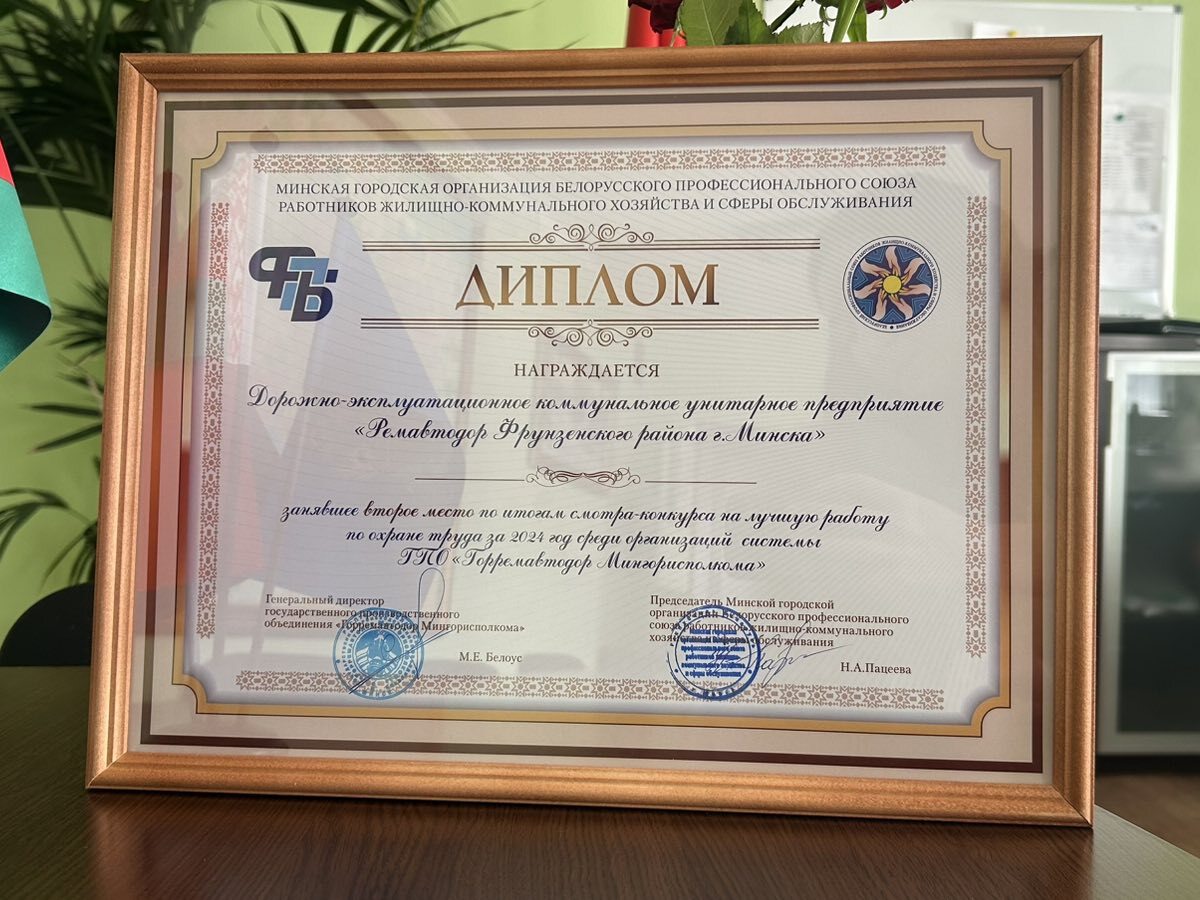 МИНСКАЯ ГОРОДСКАЯ ОРГАНИЗАЦИЯ БЕЛОРУССКОГО ПРОФЕССИОНАЛЬНОГО СОЮЗА
РАБОТНИКОВ ЖИЛИЩНО-КОММУНАЛЬНОГО ХОЗЯЙСТВА И СФЕРЫ ОБСЛУЖИВАНИЯ
ФПБ
ДИПЛОМ
НАГРАЖДАЕТСЯ
Дорожно-эксплуатационное коммунальное унитарное предприятие
«Ремавтодор Фрунзенского района г.Минска»
занявшее второе место по итогам смотра-конкурса на лучшую работу
по охране труда за 2024 год среди организаций системы
ГПО «Горремавтодор Мингорисполкома»
Генеральный директор
государственного производственного
объединения «Горремавтодор Мингорисполкома»
М.Е. Белоус
Председатель Минской городской
организации Белорусского профессионального
союза работников жилищно-коммунального
хозяйства и сферы обслуживания
Н.А.Пацеева